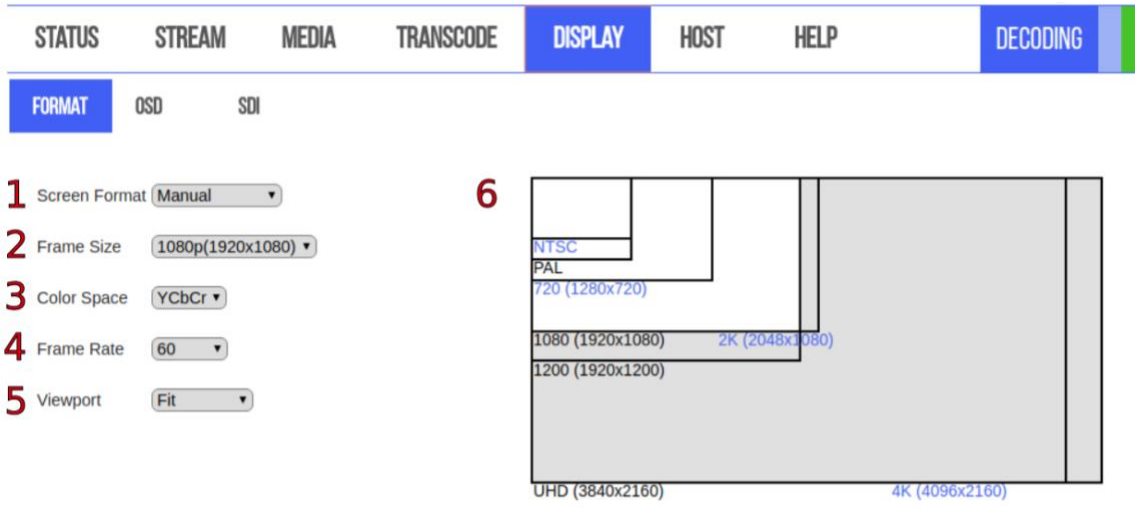 STATUS STREAM MEDIA TRANSCODE DISPLAY HOST HELP DECODING
FORMAT OSD SDI
1 Screen Format Manual
2 Frame Size 1080p(1920x1080)
3 Color Space YCbCr
4 Frame Rate 60
5 Viewport Fit
6
NTSC
PAL
720 (1280x720)
1080 (1920x1080) 2K (2048x1080)
1200 (1920x1200)
UHD (3840x2160) 4K (4096x2160)